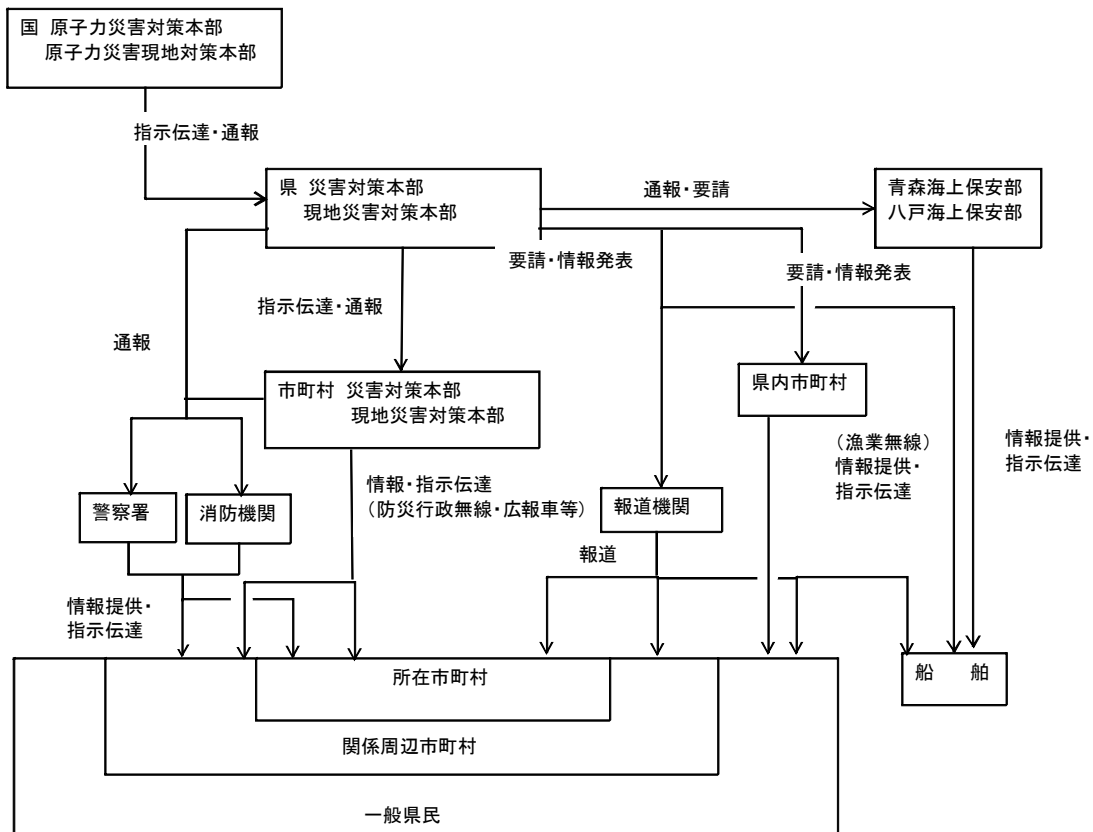 国 原子力災害対策本部
原子力災害現地対策本部
指示伝達・通報
県 災害対策本部
現地災害対策本部
通報・要請
青森海上保安部
八戸海上保安部
要請・情報発表
要請・情報発表
指示伝達・通報
通報
市町村 災害対策本部
現地災害対策本部
県内市町村
(漁業無線)
情報提供・
指示伝達
情報提供・
指示伝達
情報・指示伝達
(防災行政無線・広報車等)
警察署
消防機関
報道機関
報道
情報提供・
指示伝達
所在市町村
船 舶
関係周辺市町村
一般県民